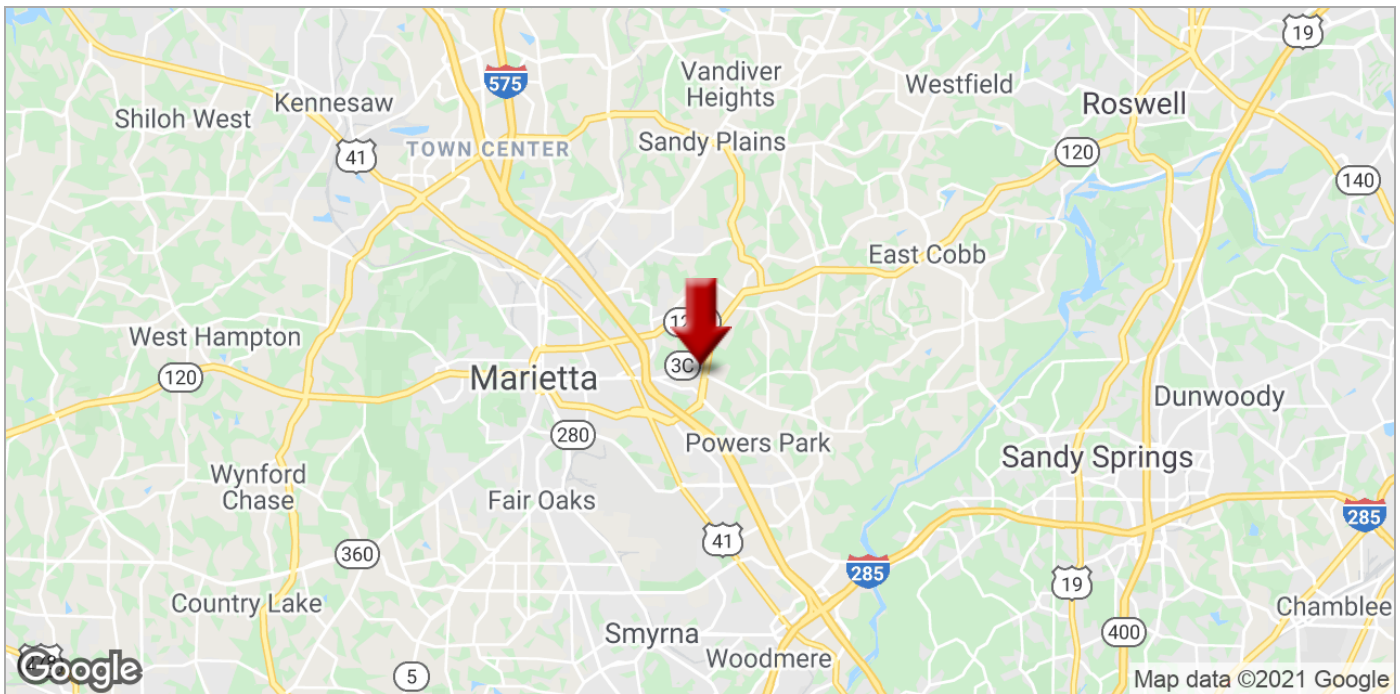 19
575
Vandiver
Heights
Westfield
Kennesaw
Roswell
Shiloh West
41
TOWN CENTER
Sandy Plains
120
140
East Cobb
West Hampton
3C
120
Marietta
Dunwoody
280
Powers Park
Sandy Springs
Wynford
Chase
Fair Oaks
285
41
360
285
19
Country Lake
Chamblee
Smyrna
400
Woodmere
Google
5
Map data ©2021 Google